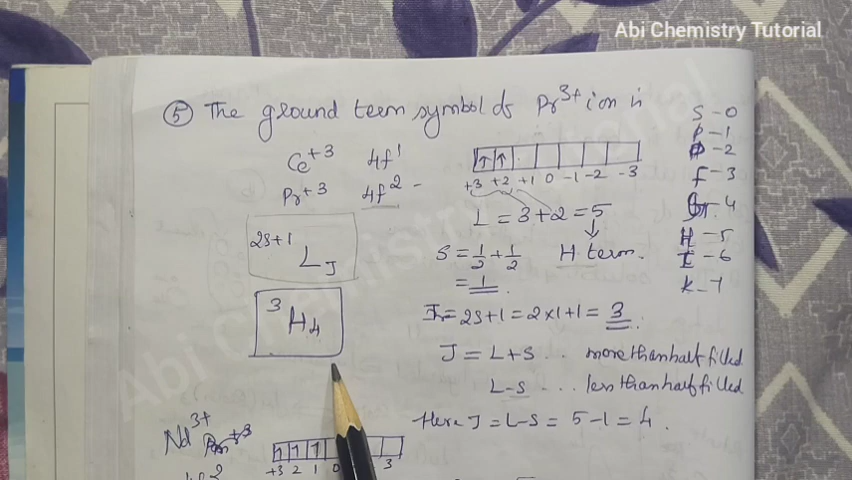 Abi Chemistry Tutorial
⑤ The ground term symbol of Pr³⁺ ion is
Ce⁺³ 4f¹
Pr⁺³ 4f² -
2S+1 L J
³H₄
↑ ↑
+3 +2 +1 0 -1 -2 -3
L = 3+2 = 5
S = 1/2 + 1/2 H term.
= 1
= 2S+1 = 2×1+1 = 3
J = L+S .. more than half filled
L-S ... less than half filled
Here J = L-S = 5-1 = 4.
S - 0
P - 1
- 2
f - 3
G - 4
H - 5
I - 6
K - 7
Nd³⁺
↑ ↑ ↑
+3 2 1 0 3